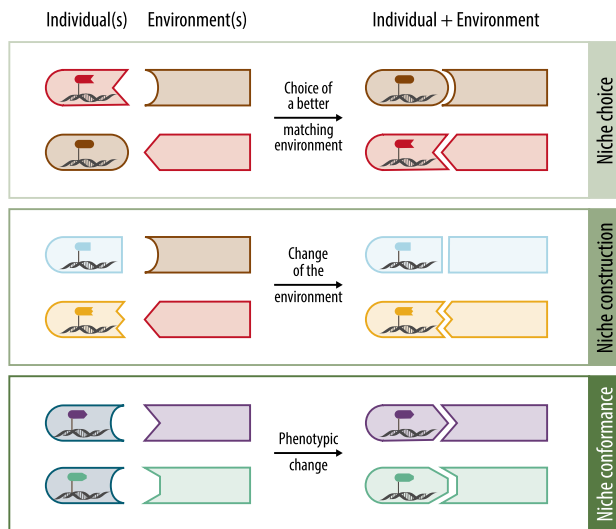 Individual(s) Environment(s) Individual + Environment
Choice of
a better
matching
environment
Niche choice
Change
of the
environment
Niche construction
Phenotypic
change
Niche conformance